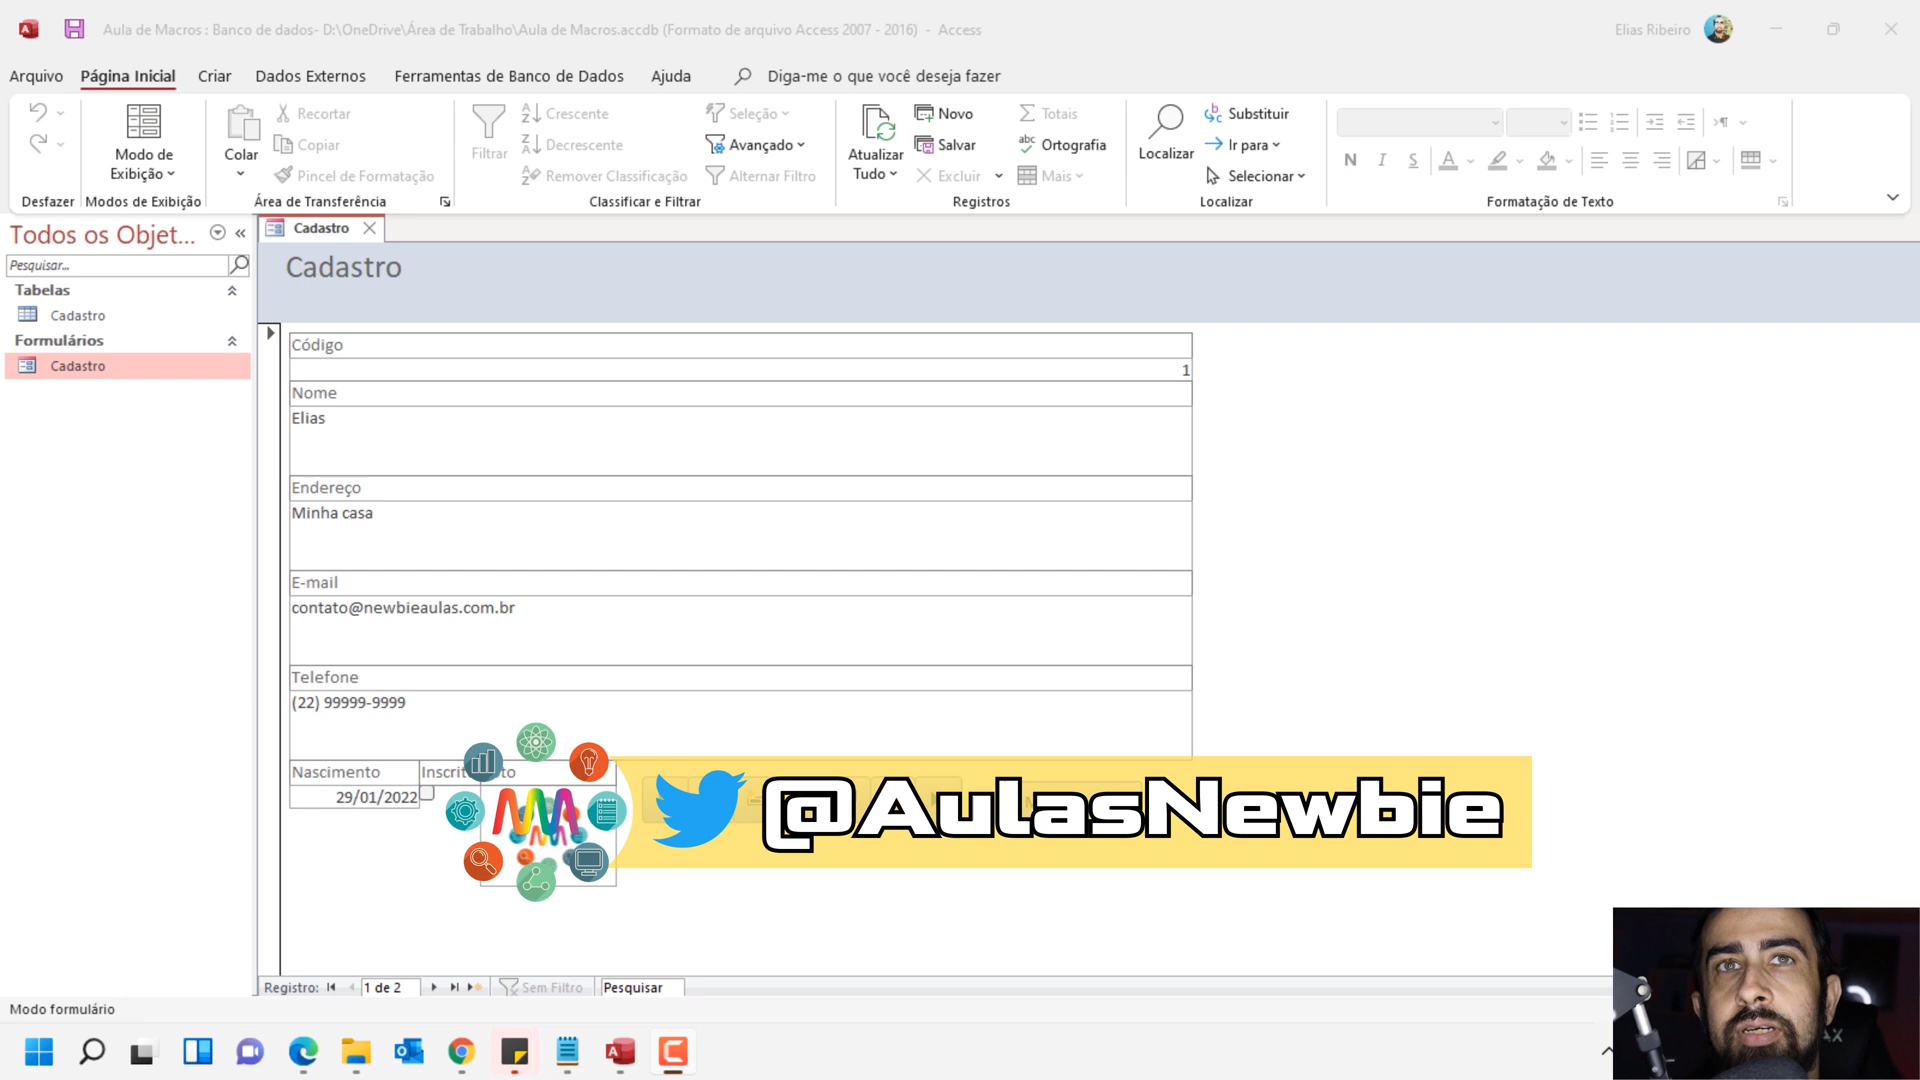 Aula de Macros : Banco de dados- D:\OneDrive\Área de Trabalho\Aula de Macros.accdb (Formato de arquivo Access 2007 - 2016) - Access
Elias Ribeiro
Arquivo Página Inicial Criar Dados Externos Ferramentas de Banco de Dados Ajuda Diga-me o que você deseja fazer
Modo de Exibição
Colar
Recortar
Copiar
Pincel de Formatação
Filtrar
Crescente
Decrescente
Remover Classificação
Seleção
Avançado
Alternar Filtro
Atualizar Tudo
Novo
Salvar
Excluir
Totais
Ortografia
Mais
Localizar
Substituir
Ir para
Selecionar
N I S A
Desfazer Modos de Exibição Área de Transferência Classificar e Filtrar Registros Localizar Formatação de Texto
Todos os Objet...
Pesquisar...
Tabelas
Cadastro
Formulários
Cadastro
Cadastro
Cadastro
Código
1
Nome
Elias
Endereço
Minha casa
E-mail
contato@newbieaulas.com.br
Telefone
(22) 99999-9999
Nascimento
29/01/2022
@AulasNewbie
Registro: 1 de 2 Sem Filtro Pesquisar
Modo formulário